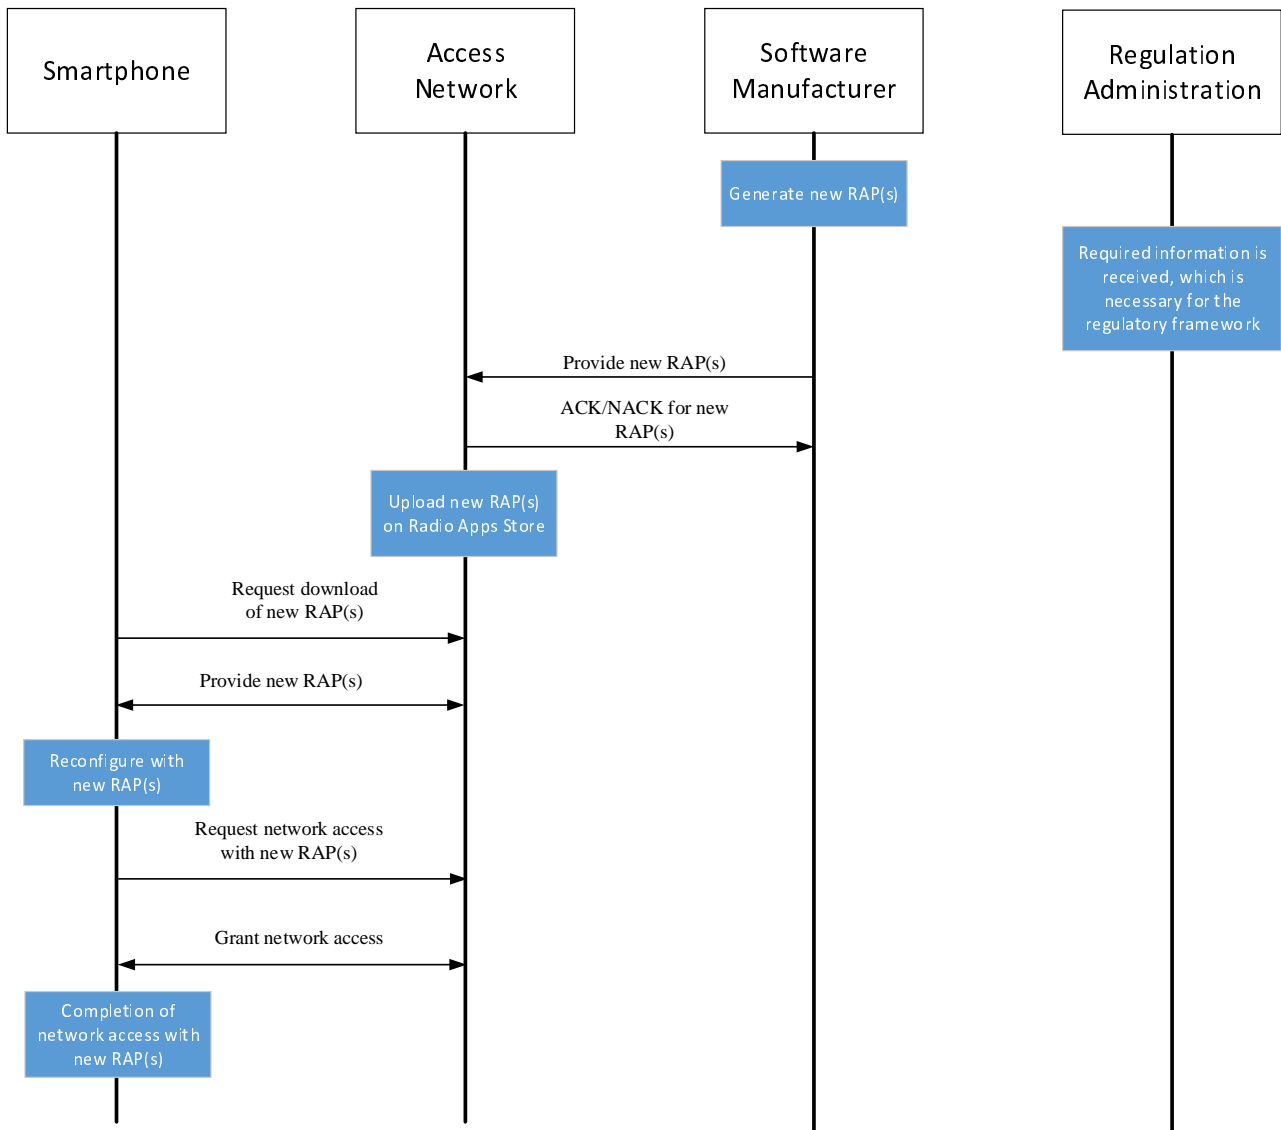 Smartphone
Access
Network
Software
Manufacturer
Regulation
Administration
Generate new RAP(s)
Required information is
received, which is
necessary for the
regulatory framework
Provide new RAP(s)
ACK/NACK for new
RAP(s)
Upload new RAP(s)
on Radio Apps Store
Request download
of new RAP(s)
Provide new RAP(s)
Reconfigure with
new RAP(s)
Request network access
with new RAP(s)
Grant network access
Completion of
network access with
new RAP(s)